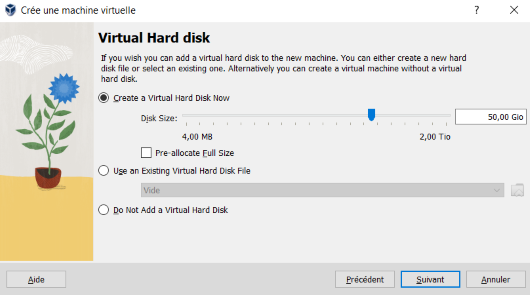 Crée une machine virtuelle
? ×
Virtual Hard disk
If you wish you can add a virtual hard disk to the new machine. You can either create a new hard
disk file or select an existing one. Alternatively you can create a virtual machine without a virtual
hard disk.
Create a Virtual Hard Disk Now
Disk Size:
50,00 Gio
4,00 MB 2,00 Tio
Pre-allocate Full Size
Use an Existing Virtual Hard Disk File
Vide
Do Not Add a Virtual Hard Disk
Aide Précédent Suivant Annuler